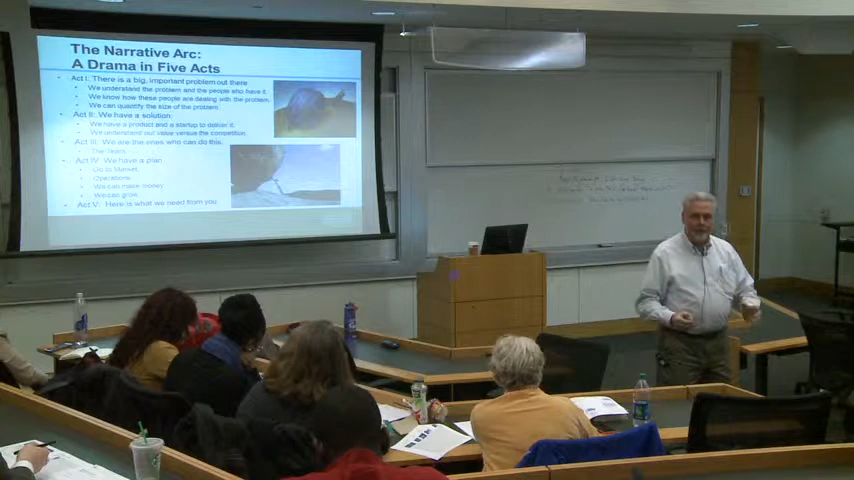 The Narrative Arc:
A Drama in Five Acts
• Act I: There is a big, important problem out there
• We understand the problem and the people who have it.
• We know how these people are dealing with the problem.
• We can quantify the size of the problem.
• Act II: We have a solution:
• We have a product and a startup to deliver it.
• We understand our value versus the competition.
• Act III: We are the ones who can do this.
• The Team
• Act IV: We have a plan
• Go to Market
• Operations
• We can make money
• We can grow
• Act V: Here is what we need from you